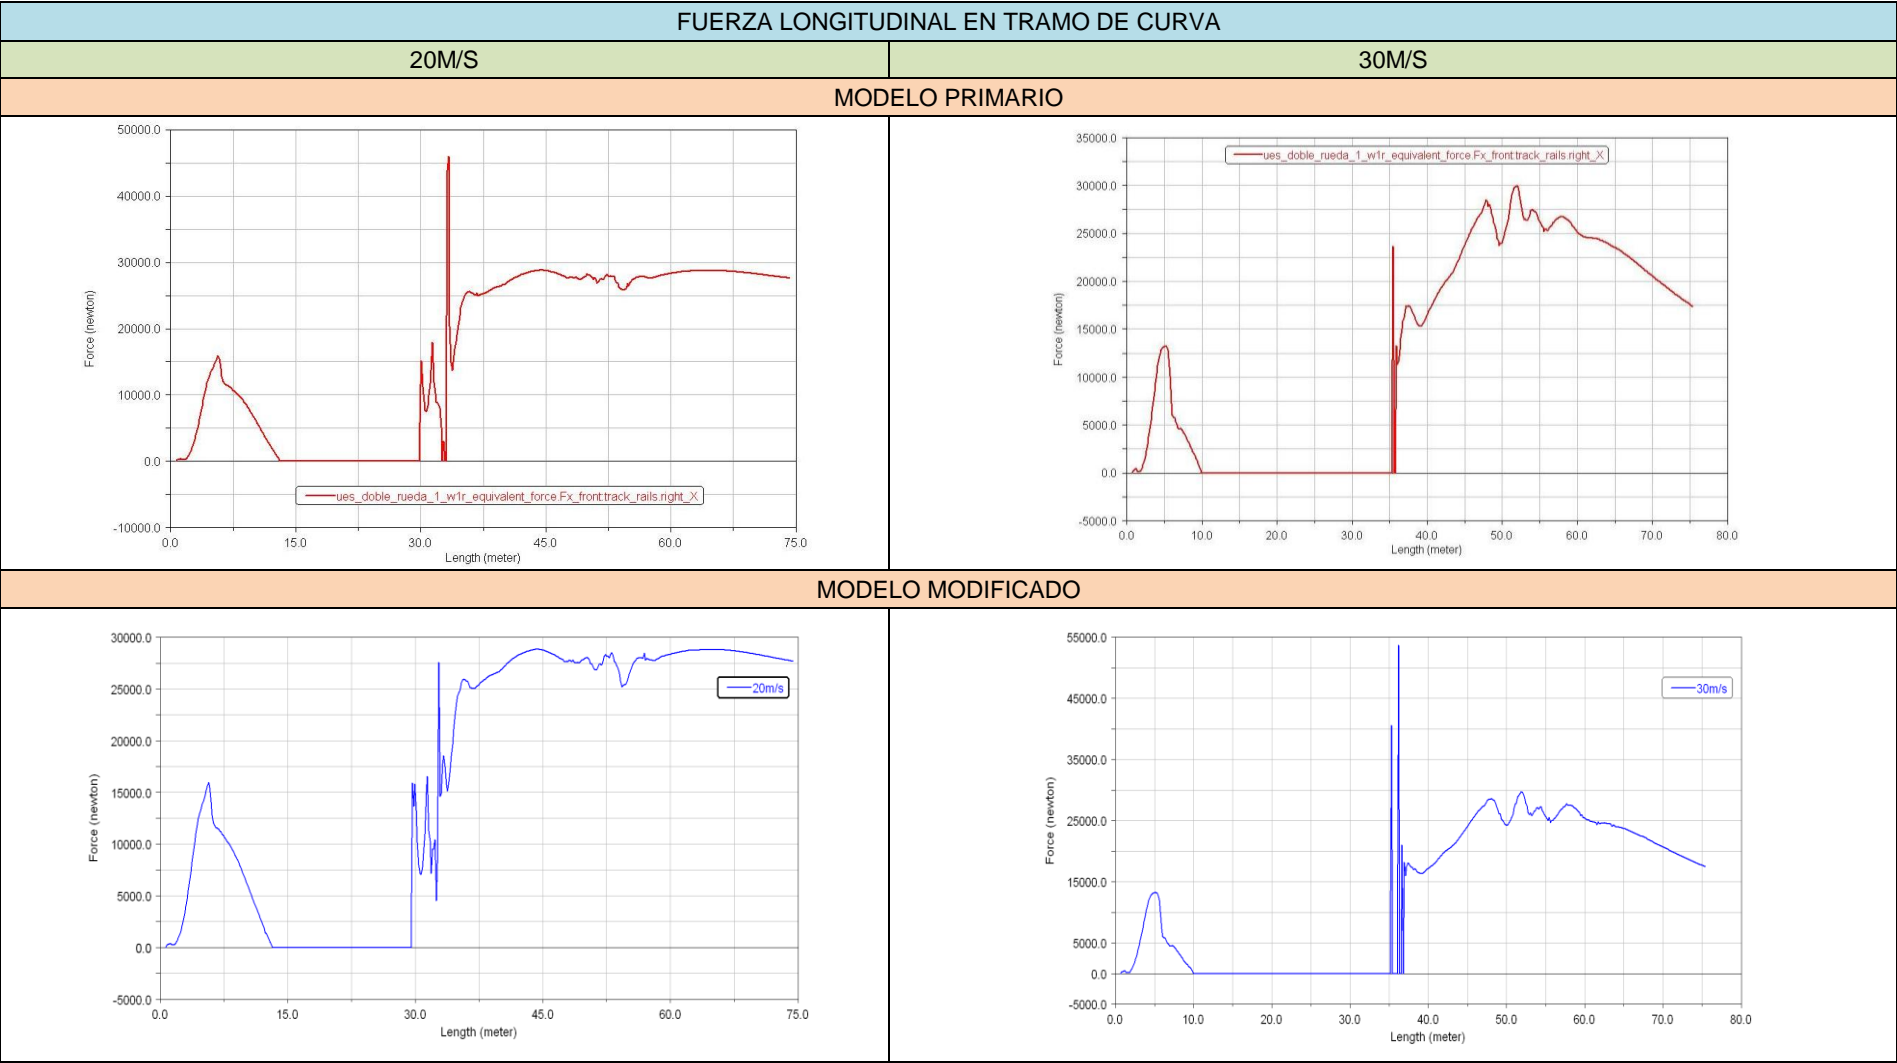 FUERZA LONGITUDINAL EN TRAMO DE CURVA
20M/S
30M/S
MODELO PRIMARIO
50000.0
40000.0
30000.0
20000.0
10000.0
0.0
-10000.0
Force (newton)
ues_doble_rueda_1_w1r_equivalent_force.Fx_front:track_rails.right_X
0.0 15.0 30.0 45.0 60.0 75.0
Length (meter)
35000.0
30000.0
25000.0
20000.0
15000.0
10000.0
5000.0
0.0
-5000.0
Force (newton)
ues_doble_rueda_1_w1r_equivalent_force.Fx_front:track_rails.right_X
0.0 10.0 20.0 30.0 40.0 50.0 60.0 70.0 80.0
Length (meter)
MODELO MODIFICADO
30000.0
25000.0
20000.0
15000.0
10000.0
5000.0
0.0
-5000.0
Force (newton)
20m/s
0.0 15.0 30.0 45.0 60.0 75.0
Length (meter)
55000.0
45000.0
35000.0
25000.0
15000.0
5000.0
0.0
-5000.0
Force (newton)
30m/s
0.0 10.0 20.0 30.0 40.0 50.0 60.0 70.0 80.0
Length (meter)